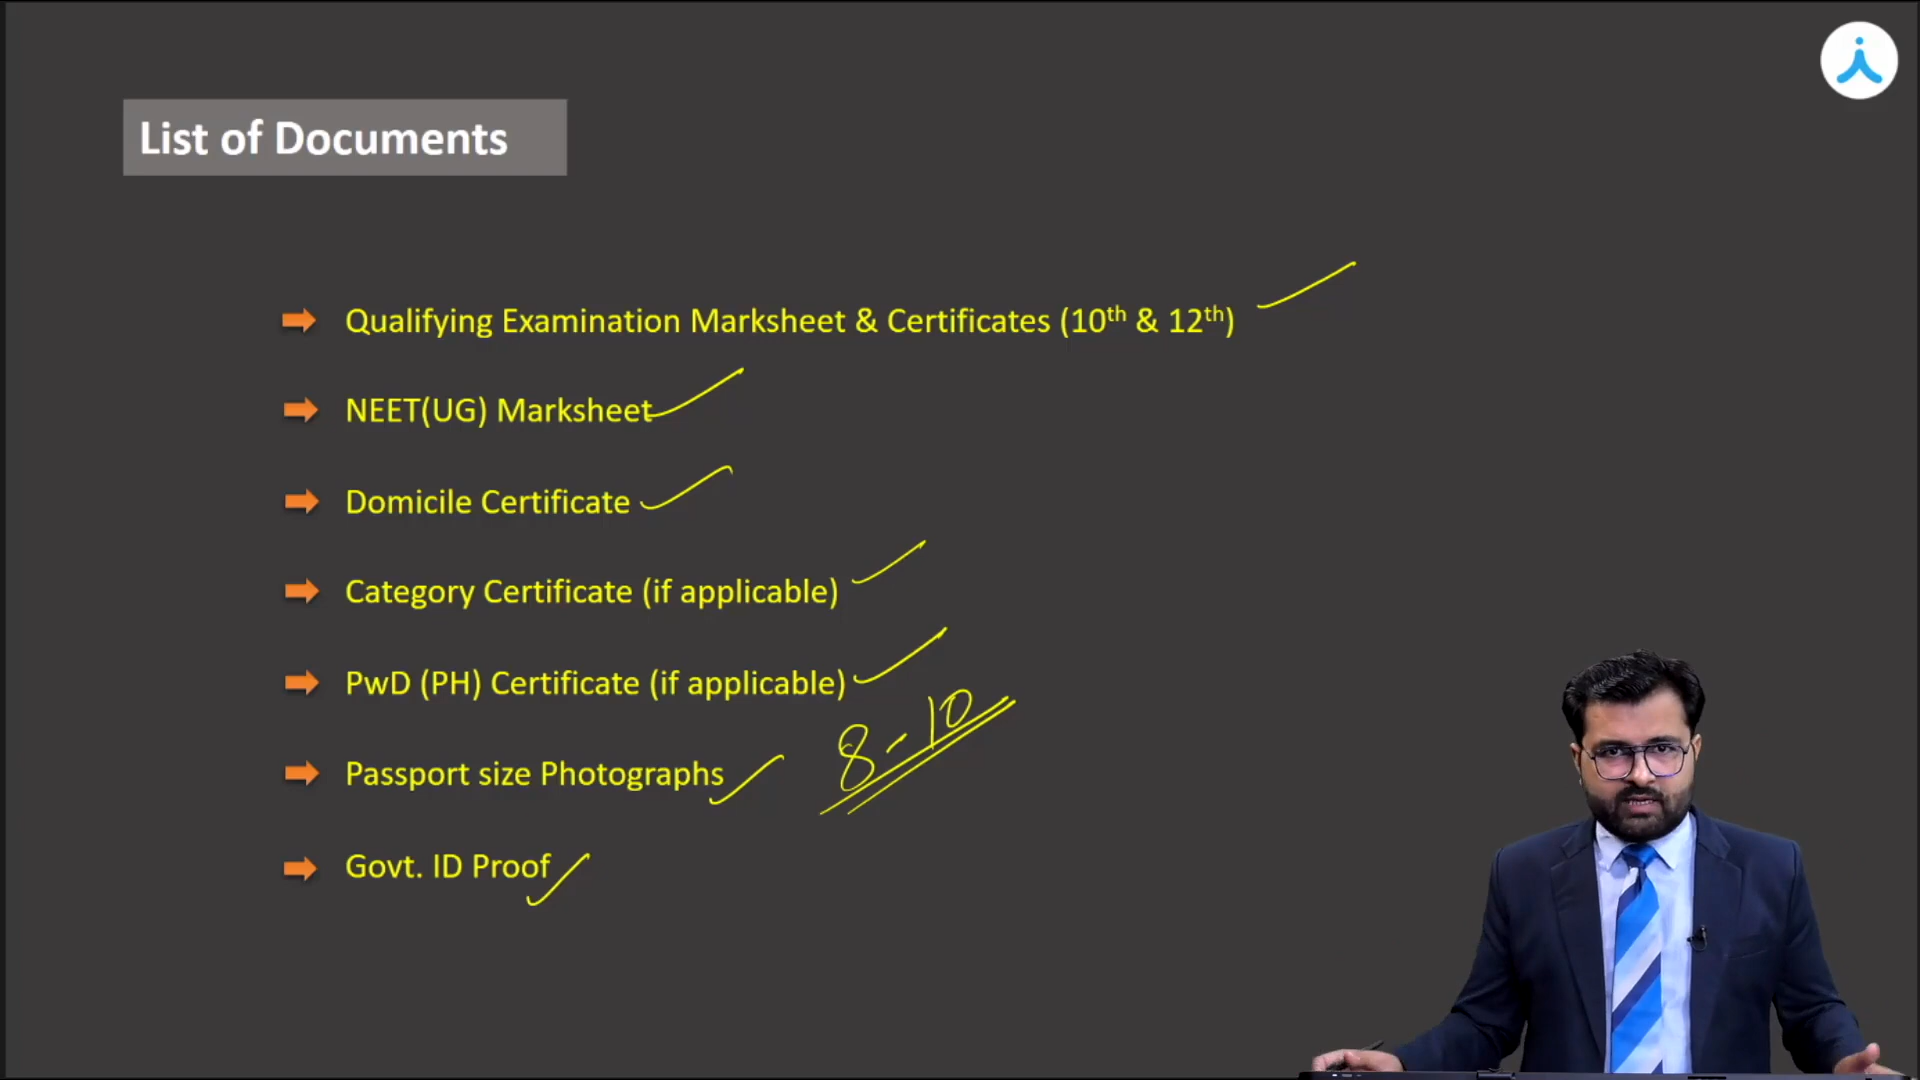 List of Documents
Qualifying Examination Marksheet & Certificates (10th & 12th)
NEET(UG) Marksheet
Domicile Certificate
Category Certificate (if applicable)
PwD (PH) Certificate (if applicable)
8-10
Passport size Photographs
Govt. ID Proof